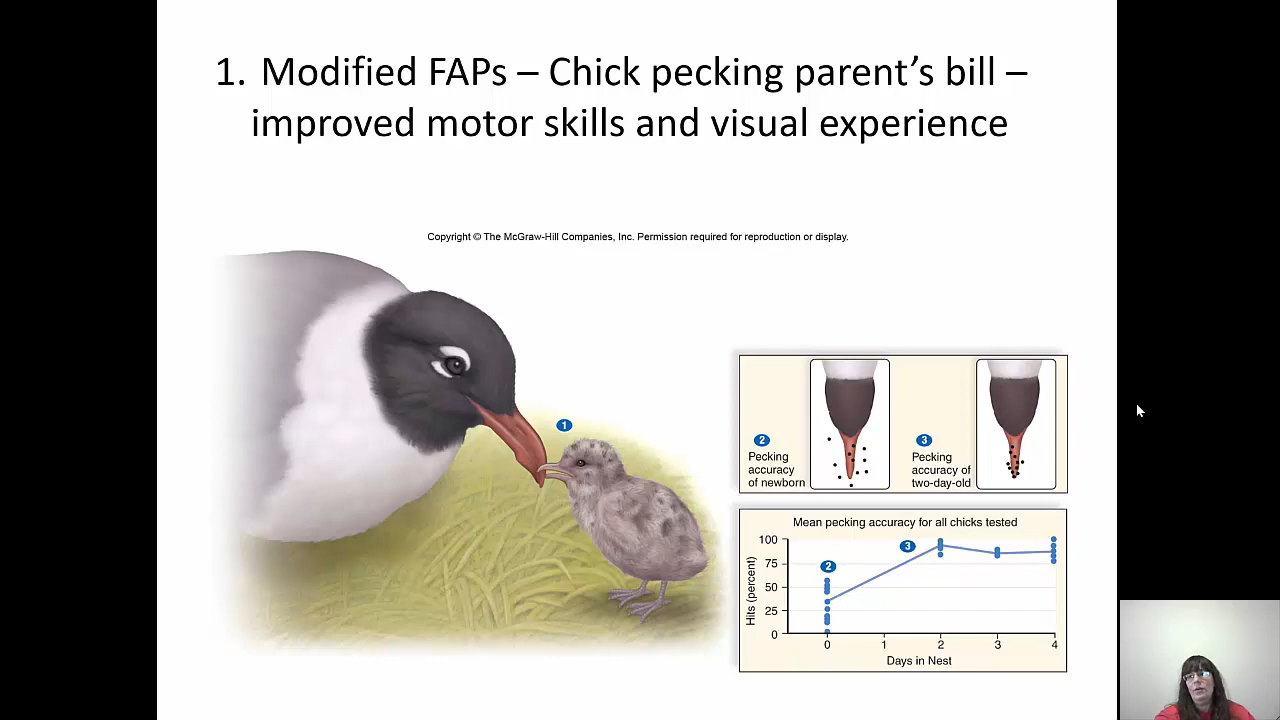 1. Modified FAPs – Chick pecking parent’s bill –
improved motor skills and visual experience
Copyright © The McGraw-Hill Companies, Inc. Permission required for reproduction or display.
1
2
Pecking
accuracy
of newborn
3
Pecking
accuracy of
two-day-old
Mean pecking accuracy for all chicks tested
Hits (percent)
100
75
50
25
0
2
3
0 1 2 3 4
Days in Nest